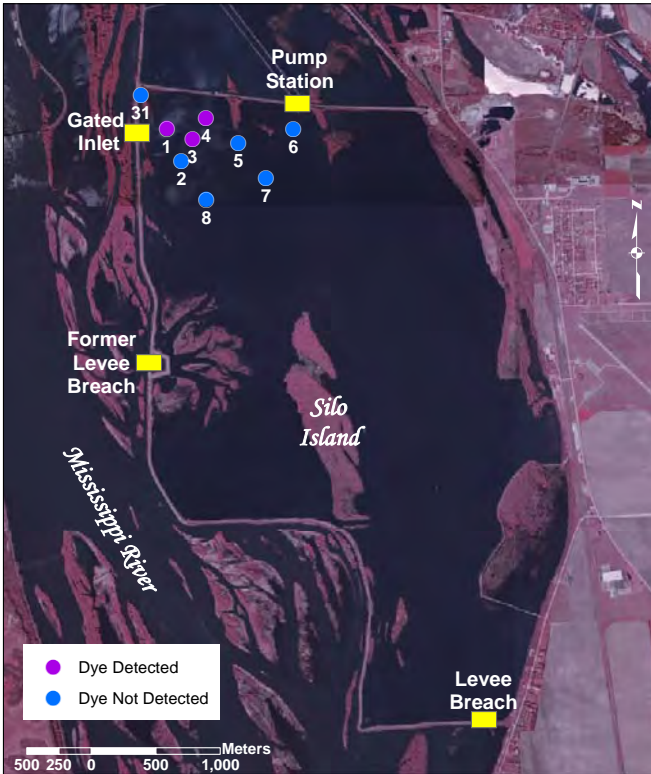 Pump
Station
31
Gated
Inlet
4
1
3
5
6
2
7
8
N
Former
Levee
Breach
Silo
Island
Mississippi River
Dye Detected
Dye Not Detected
Levee
Breach
Meters
500 250 0 500 1,000